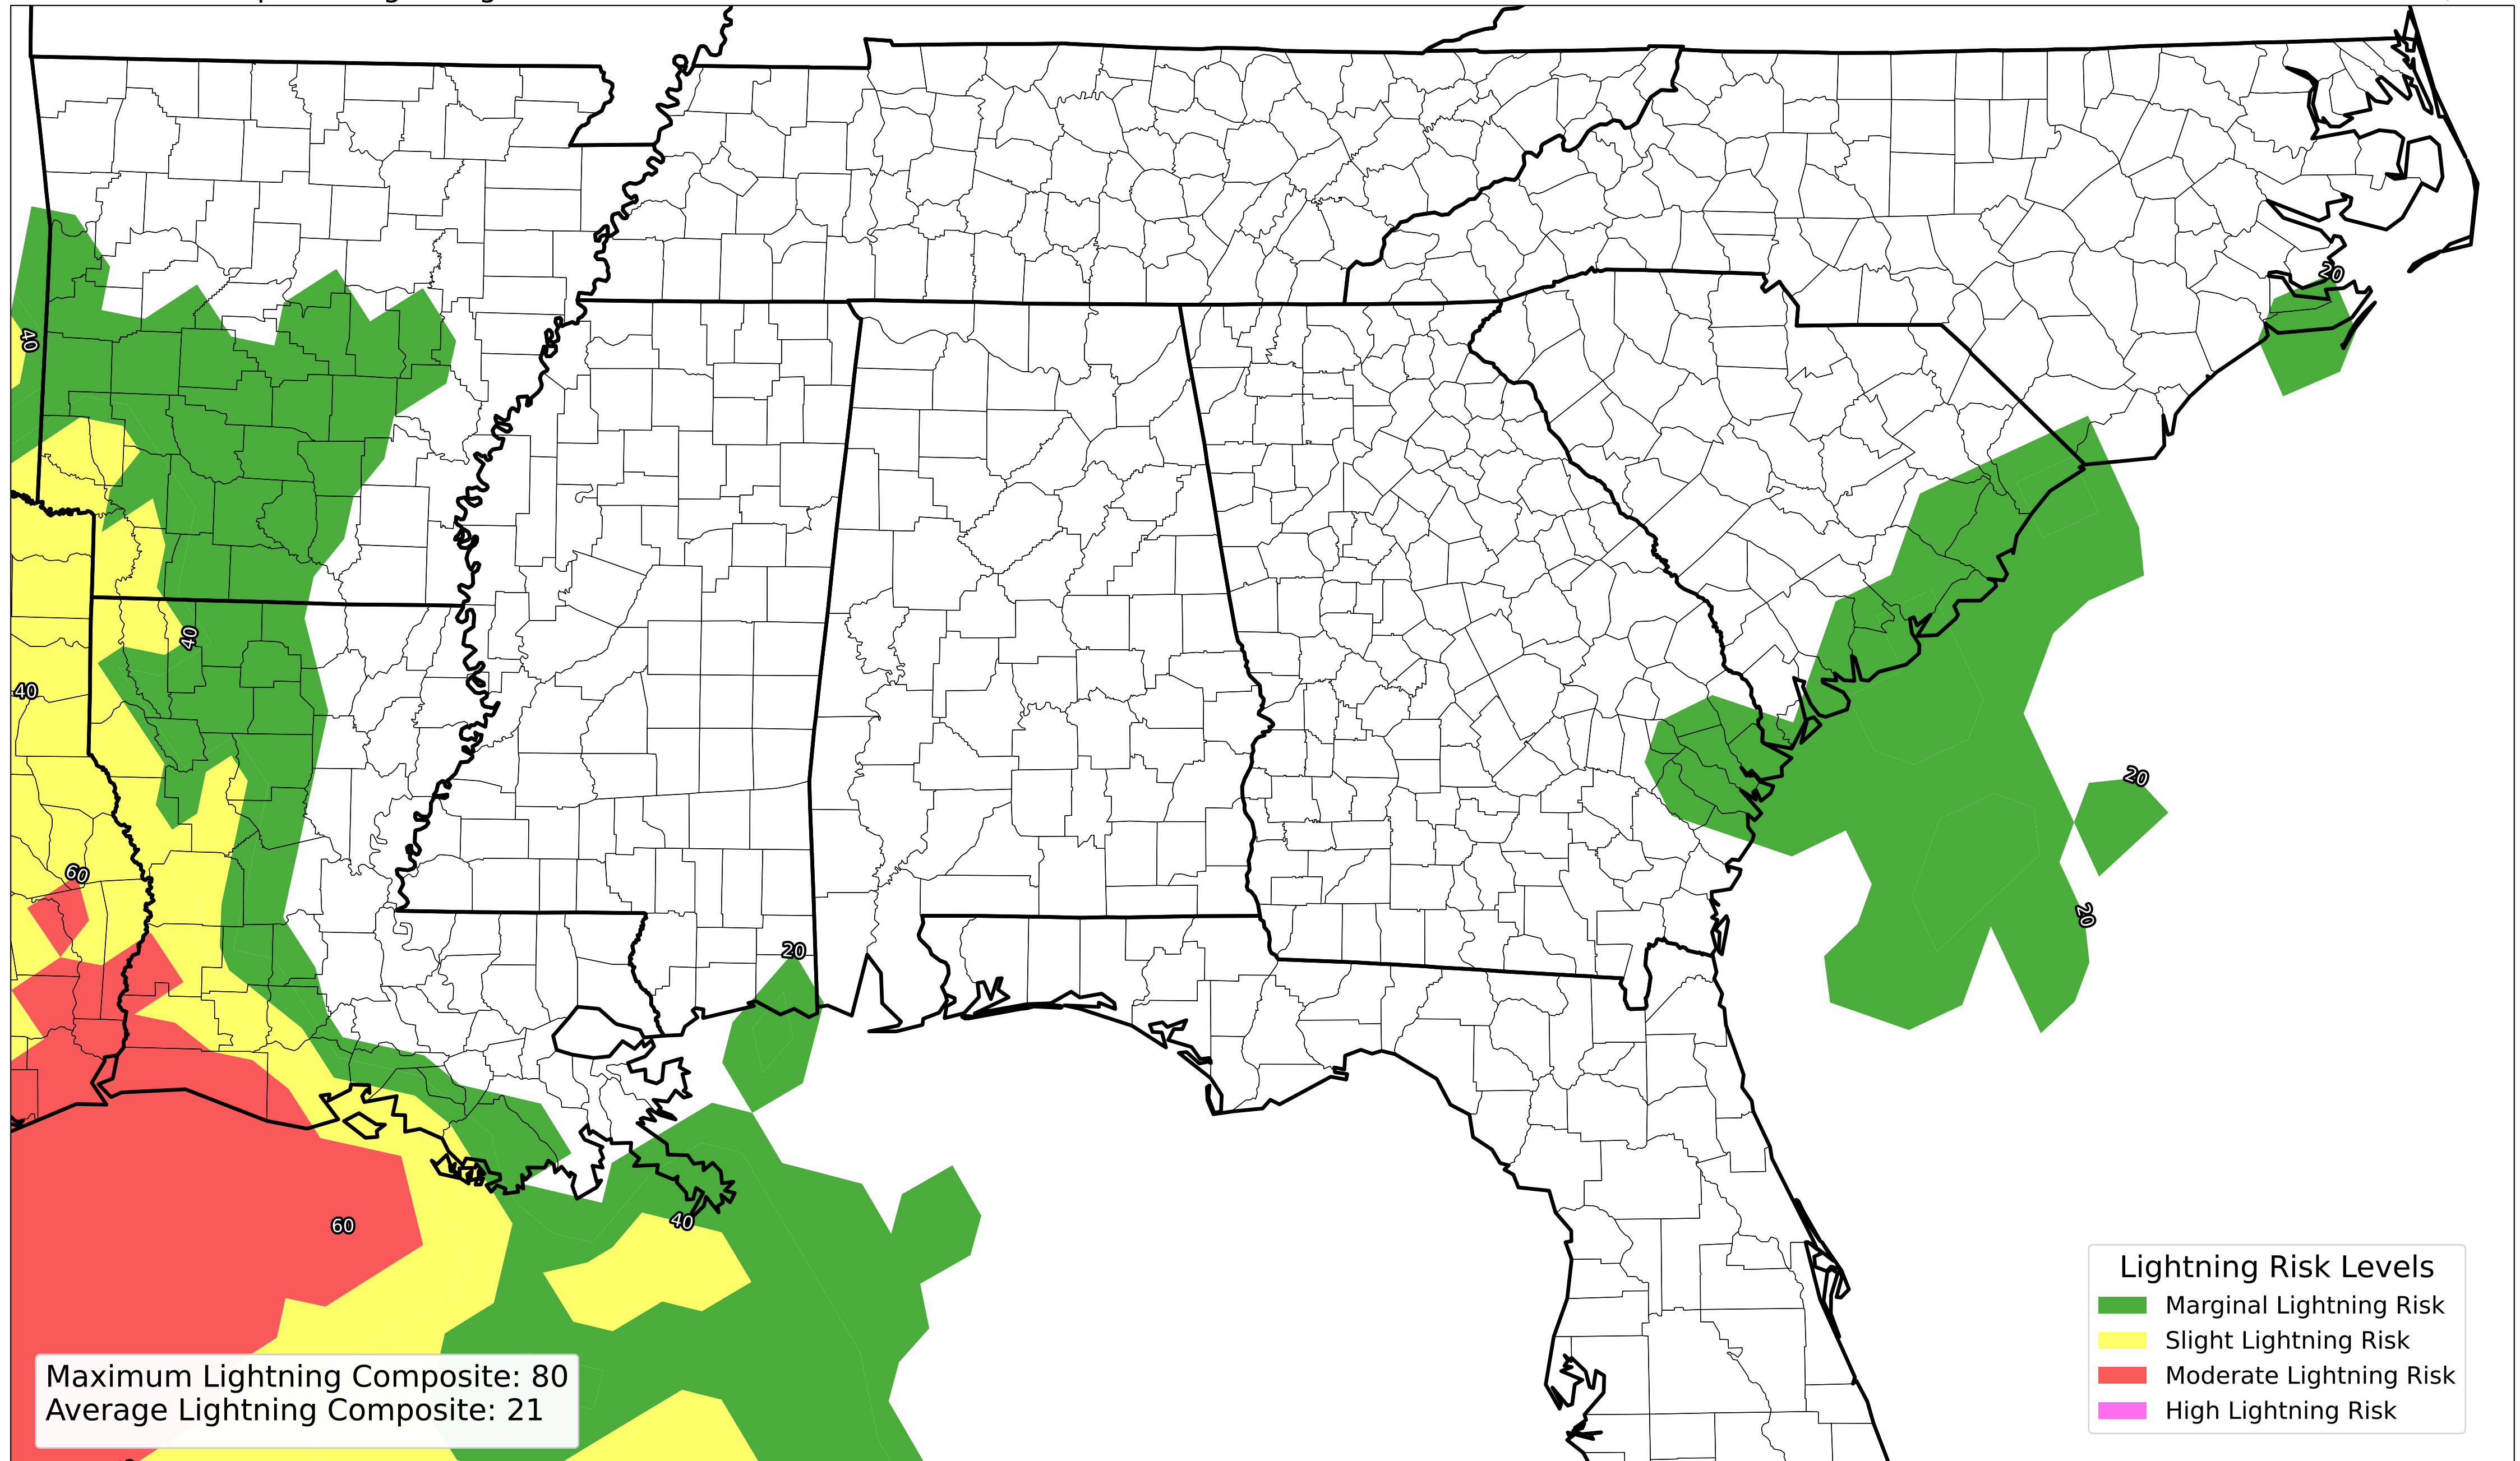 20
40
40
40
20
60
20
20
60
40
Lightning Risk Levels
Marginal Lightning Risk
Slight Lightning Risk
Moderate Lightning Risk
High Lightning Risk
Maximum Lightning Composite: 80
Average Lightning Composite: 21